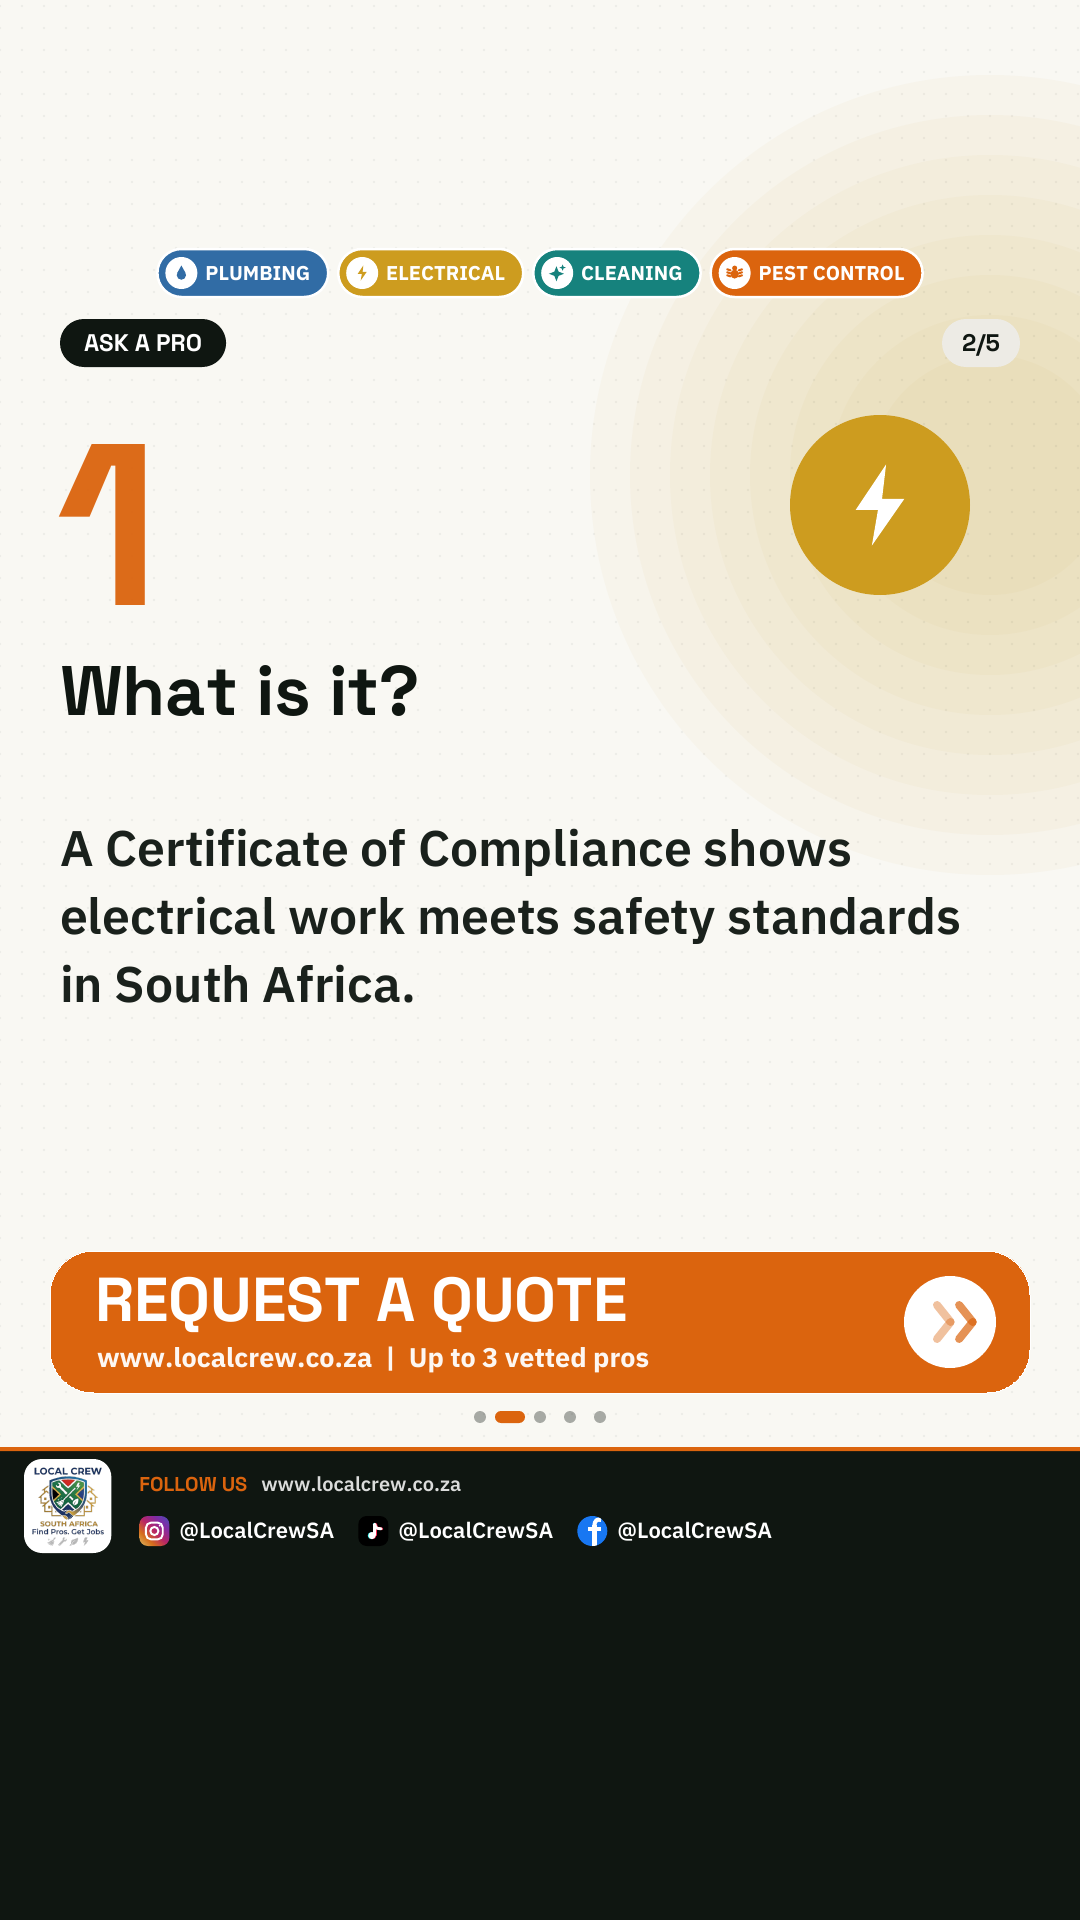 PLUMBING ELECTRICAL CLEANING PEST CONTROL
ASK A PRO 2/5
1
What is it?
A Certificate of Compliance shows
electrical work meets safety standards
in South Africa.
REQUEST A QUOTE
www.localcrew.co.za | Up to 3 vetted pros
LOCAL CREW
SOUTH AFRICA
Find Pros. Get Jobs
FOLLOW US www.localcrew.co.za
@LocalCrewSA @LocalCrewSA @LocalCrewSA